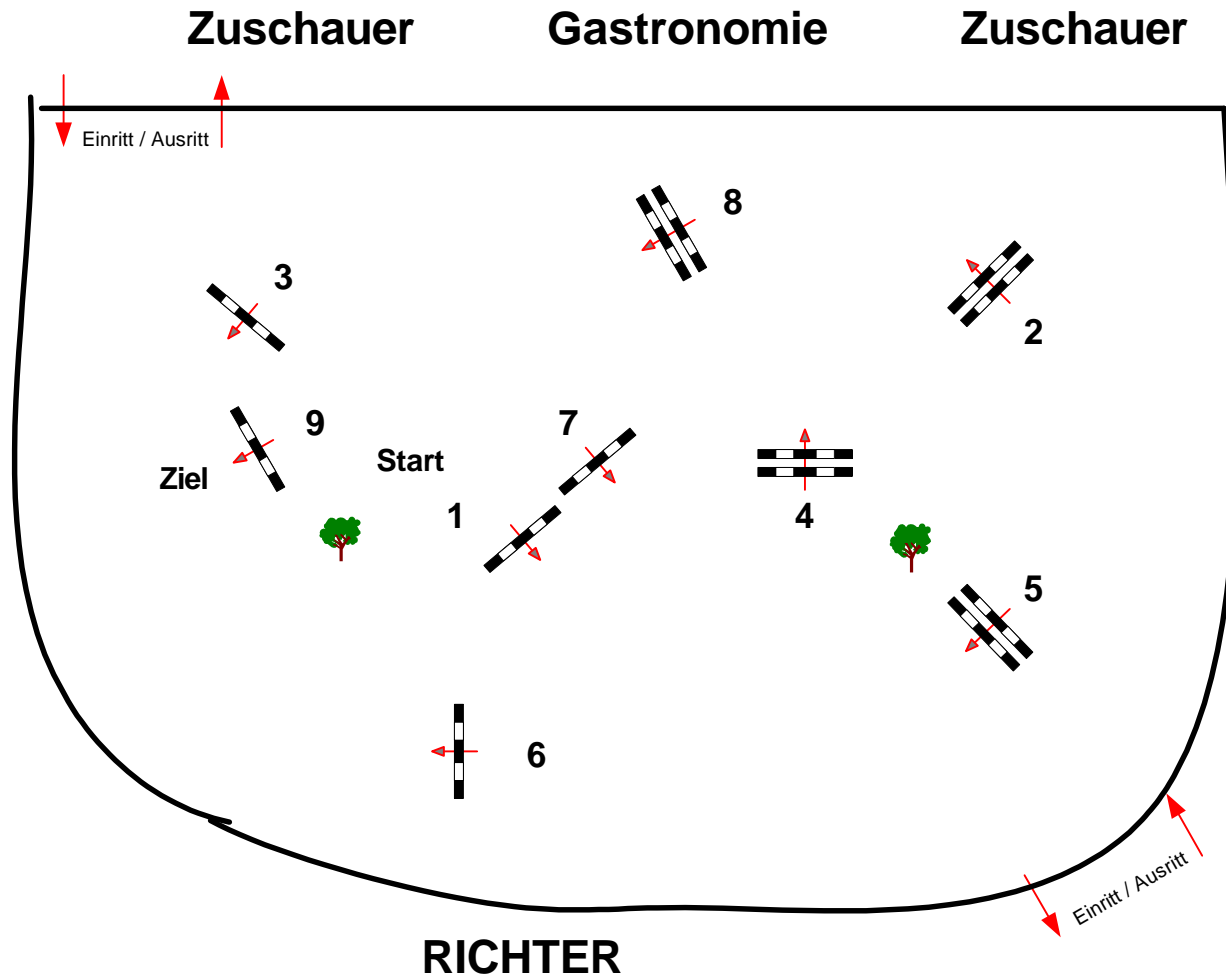 Zuschauer Gastronomie Zuschauer
Einritt / Ausritt
8
3
2
9
7
Start
Ziel
1
4
5
6
Einritt / Ausritt
RICHTER